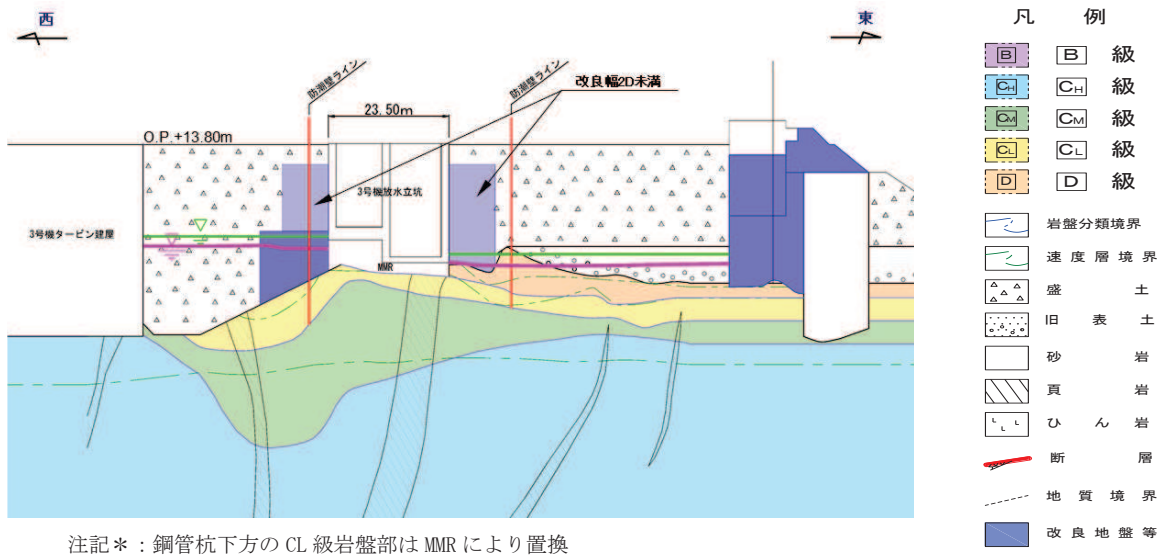 西
東
防潮壁ライン
防潮壁ライン
改良幅2D未満
23.50m
O.P.+13.80m
3号機放水立坑
3号機タービン建屋
MMR
注記＊：鋼管杭下方の CL 級岩盤部は MMR により置換
凡 例
B B 級
CH CH 級
CM CM 級
CL CL 級
D D 級
岩盤分類境界
速度層境界
盛土
旧表土
砂岩
頁岩
ひん岩
断層
地質境界
改良地盤等